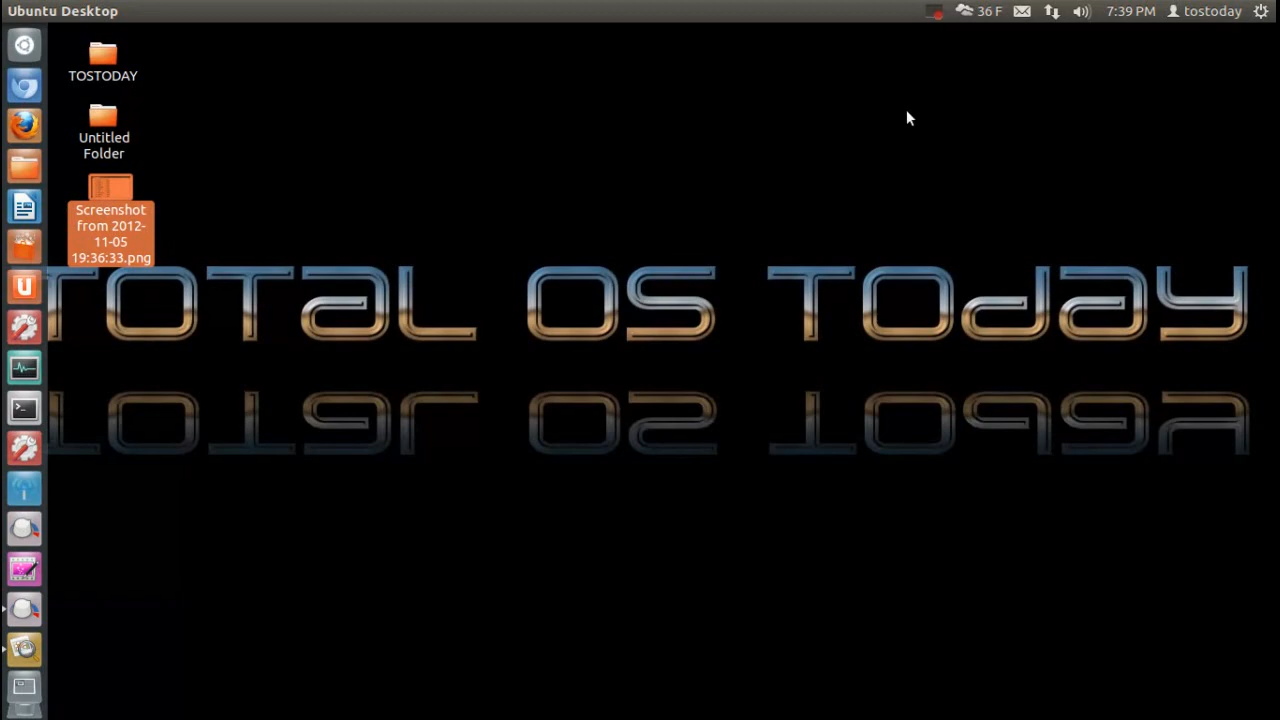 Ubuntu Desktop
36 F
7:39 PM
tostoday
TOSTODAY
Untitled
Folder
Screenshot
from 2012-
11-05
19:36:33.png
TOTAL OS TODAY